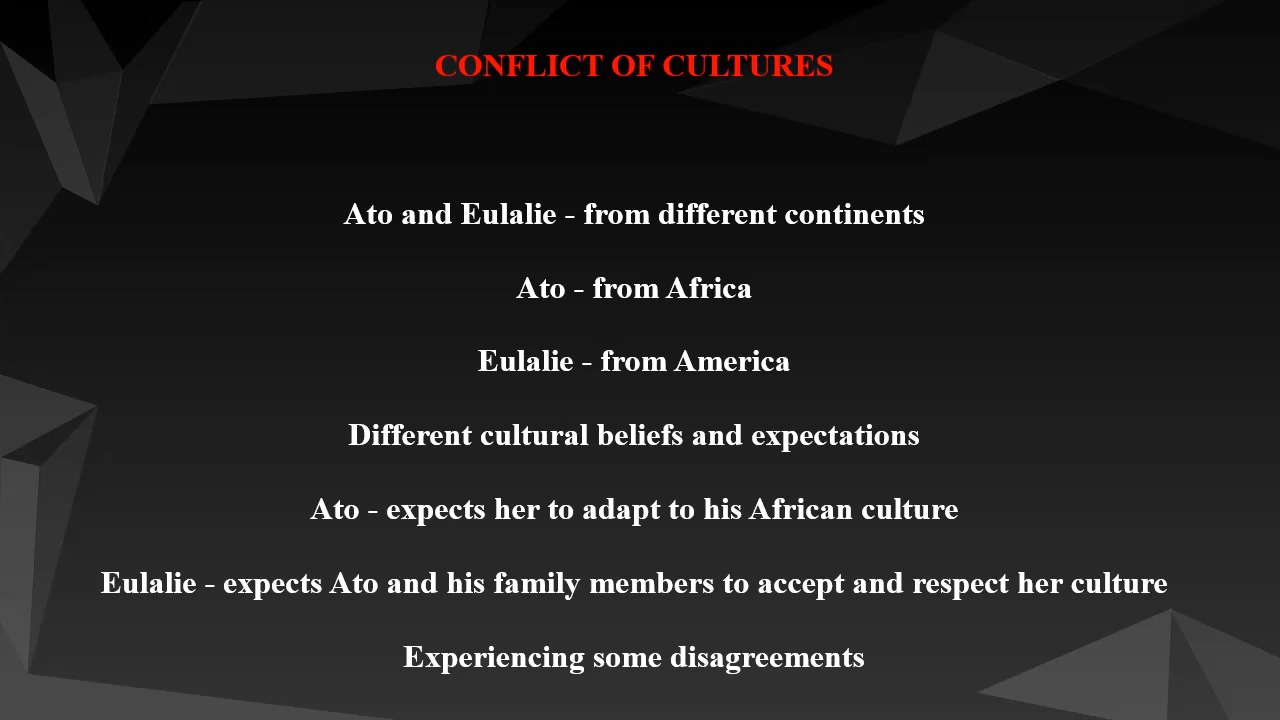 CONFLICT OF CULTURES
Ato and Eulalie - from different continents
Ato - from Africa
Eulalie - from America
Different cultural beliefs and expectations
Ato - expects her to adapt to his African culture
Eulalie - expects Ato and his family members to accept and respect her culture
Experiencing some disagreements